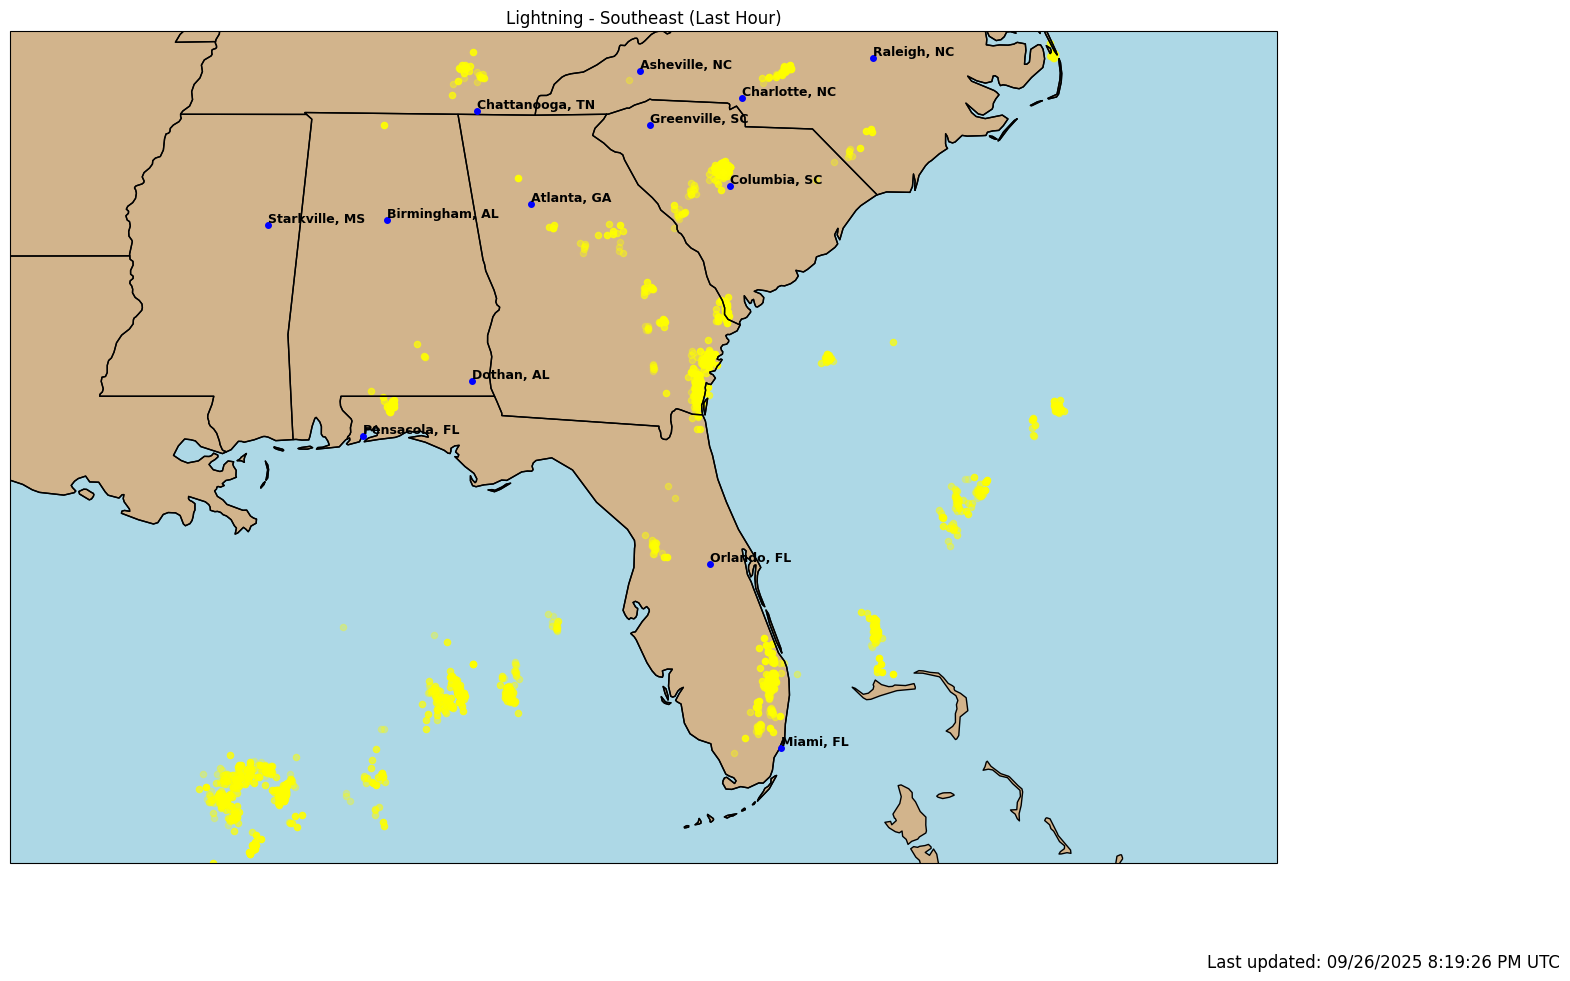 Lightning - Southeast (Last Hour)
Raleigh, NC
Asheville, NC
Charlotte, NC
Chattanooga, TN
Greenville, SC
Columbia, SC
Atlanta, GA
Birmingham, AL
Starkville, MS
Dothan, AL
Pensacola, FL
Orlando, FL
Miami, FL
Last updated: 09/26/2025 8:19:26 PM UTC